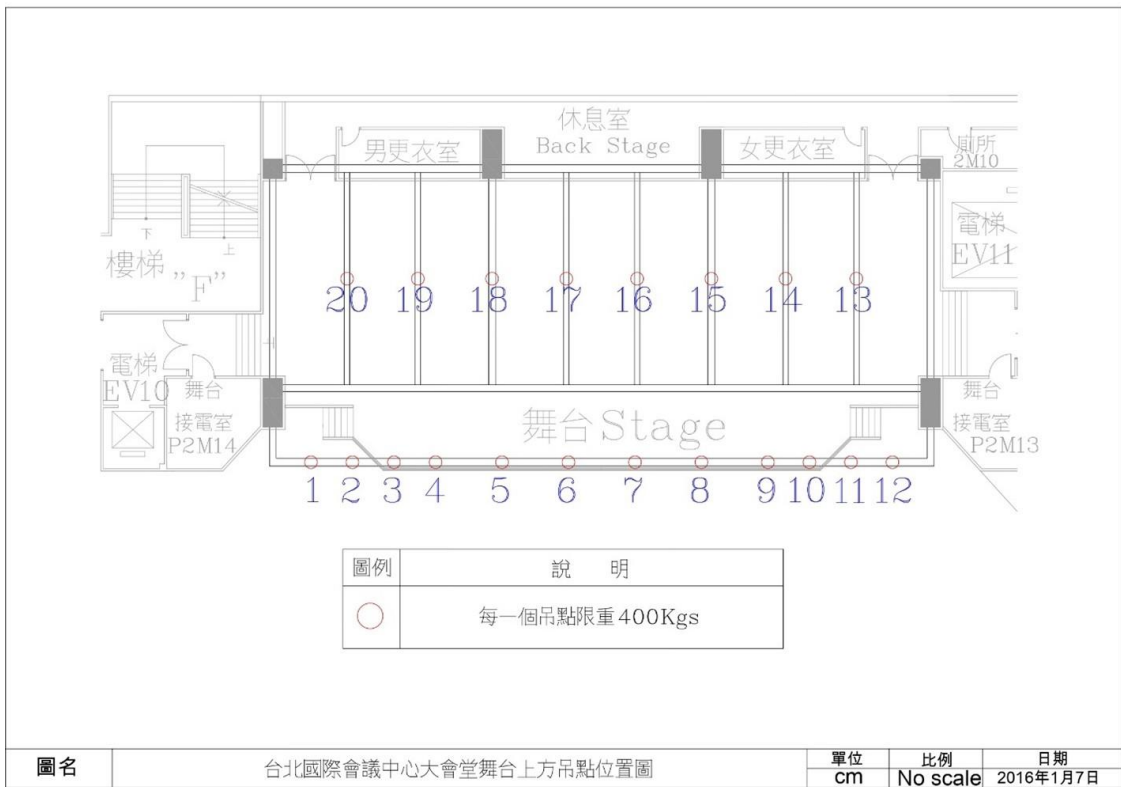 休息室
Back Stage
男更衣室
女更衣室
廁所
2M10
下
上
樓梯
"F"
電梯
EV11
20 19 18 17 16 15 14 13
上
電梯
EV10
舞台
接電室
P2M14
舞台Stage
舞台
接電室
P2M13
1 2 3 4 5 6 7 8 9 10 11 12
圖例 說 明
每一個吊點限重400Kgs
圖名 台北國際會議中心大會堂舞台上方吊點位置圖
單位 比例 日期
cm No scale 2016年1月7日